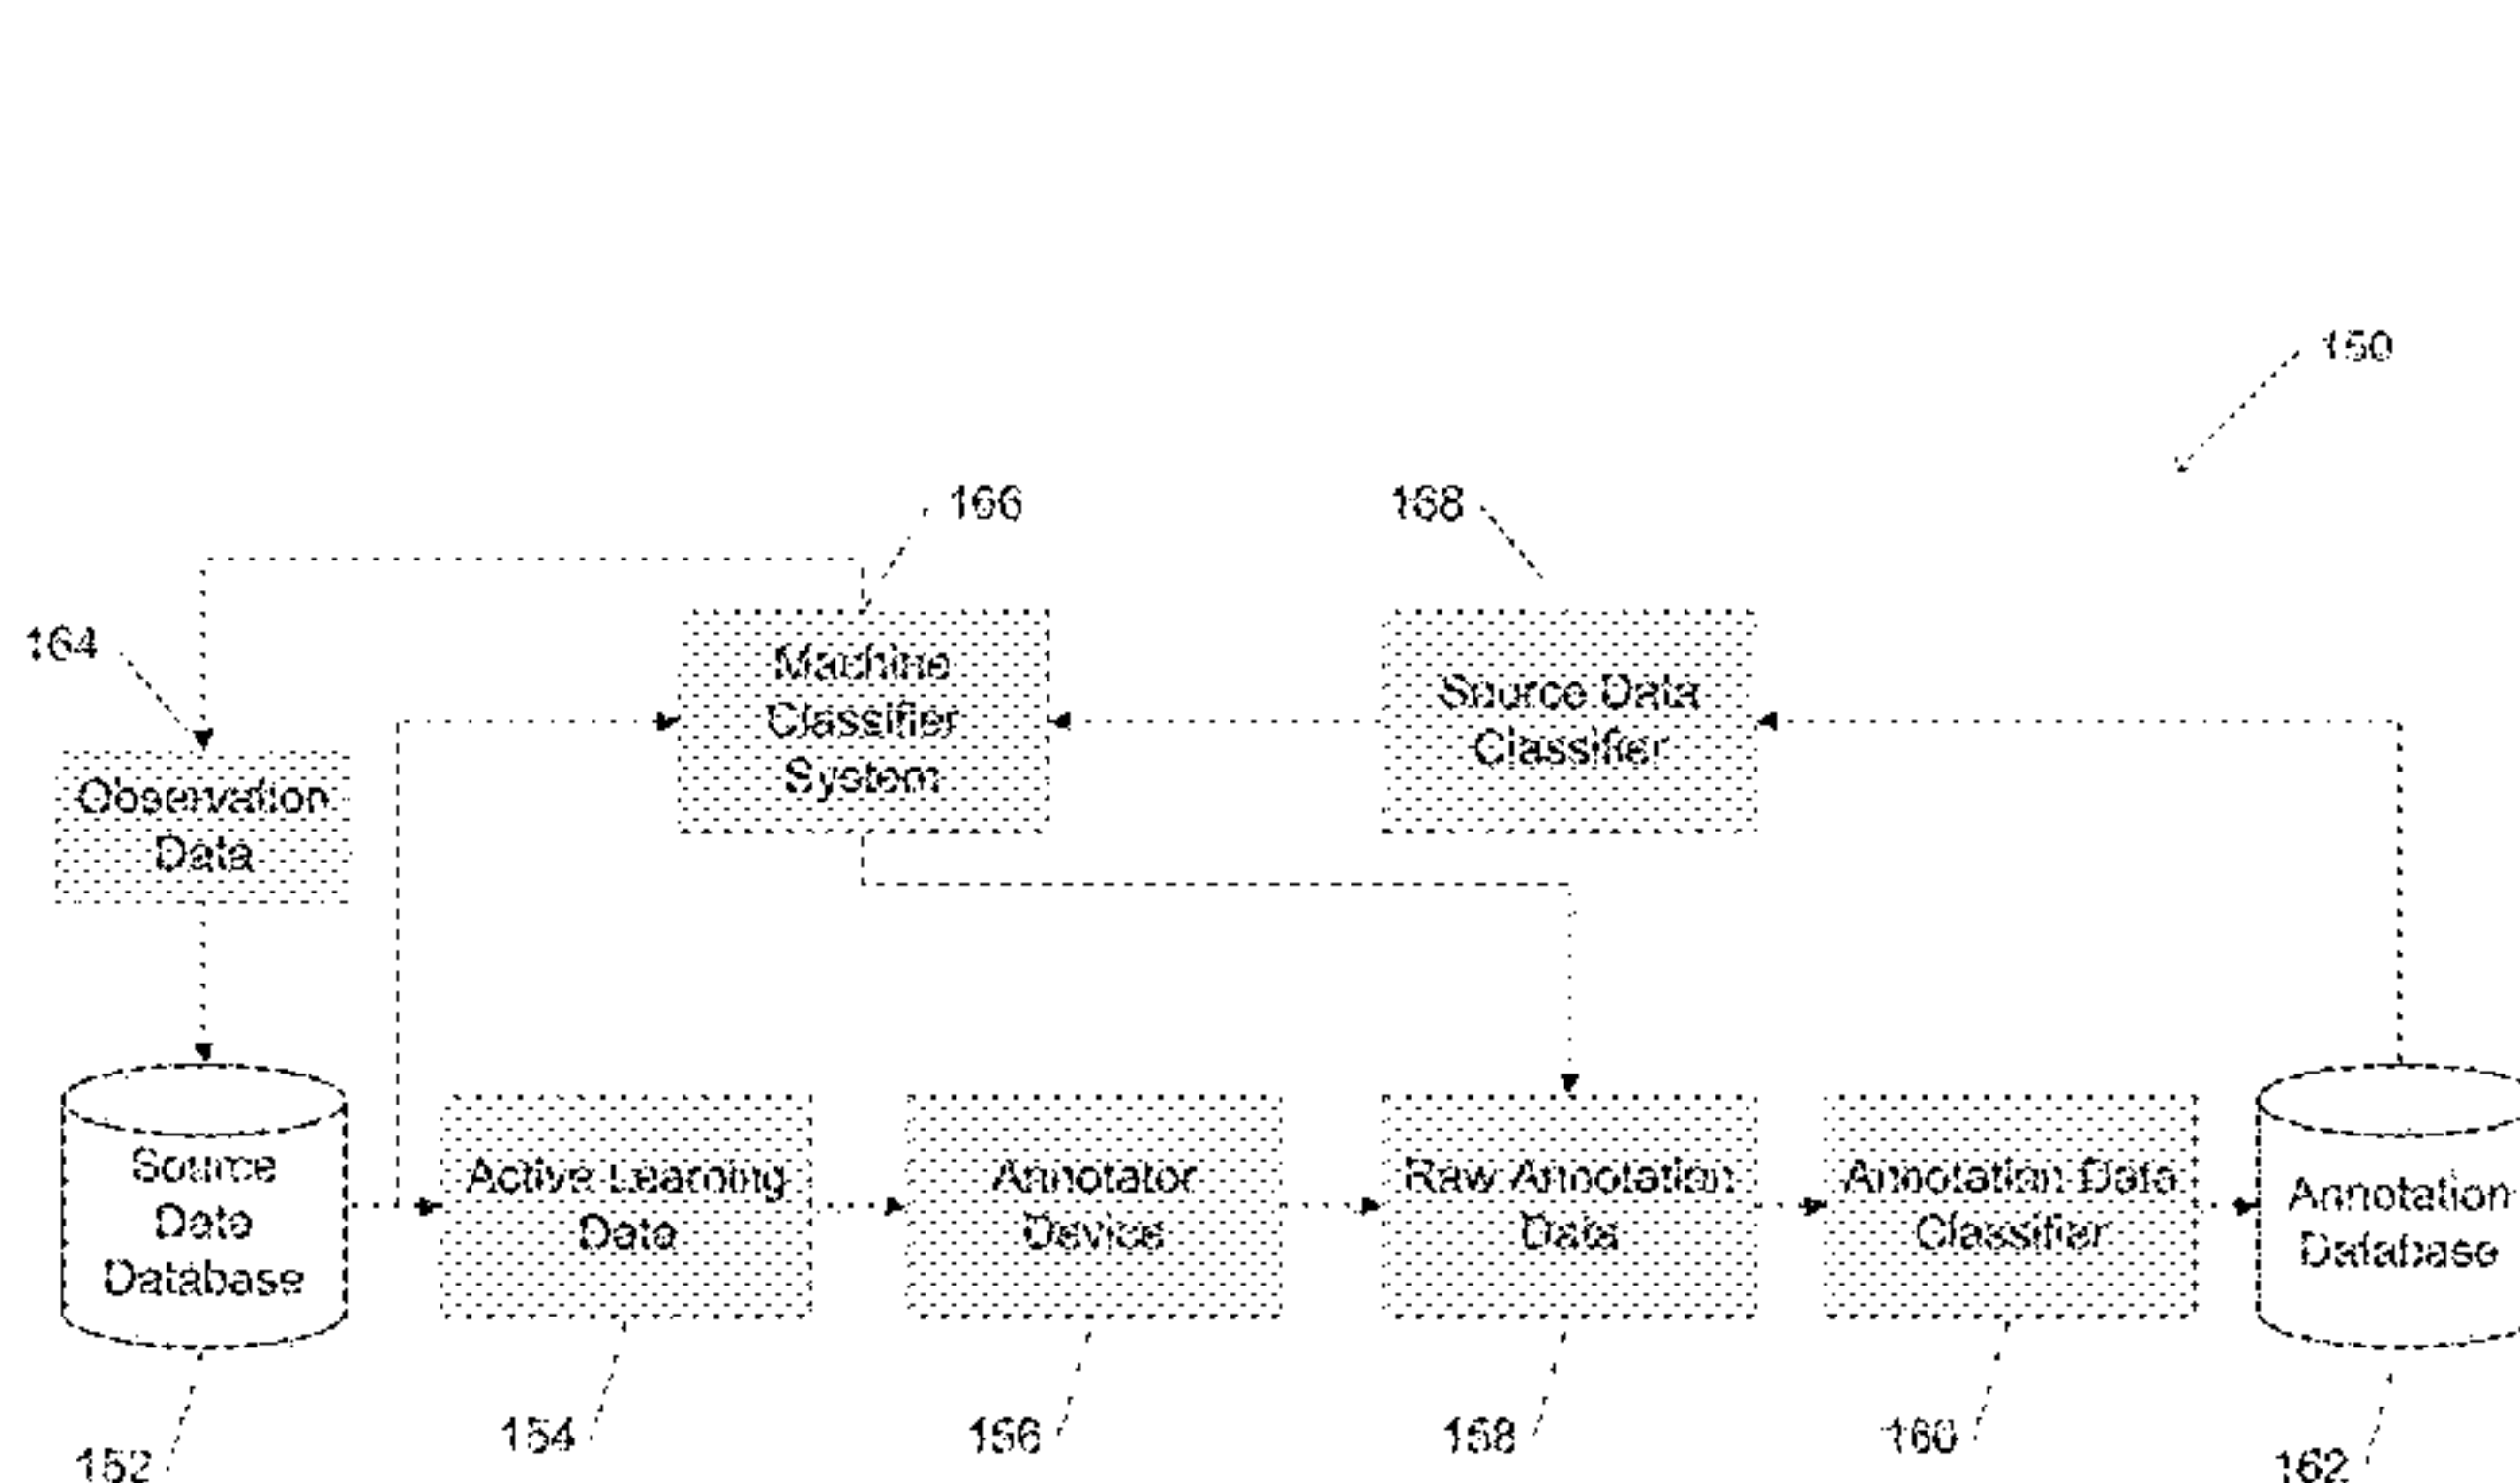 150
166
168
164
Machine
Classifier
System
Source Data
Classifier
Observation
Data
Source
Data
Database
Active Learning
Data
Annotator
Device
Raw Annotation
Data
Annotation Data
Classifier
Annotation
Database
152
154
156
158
160
162